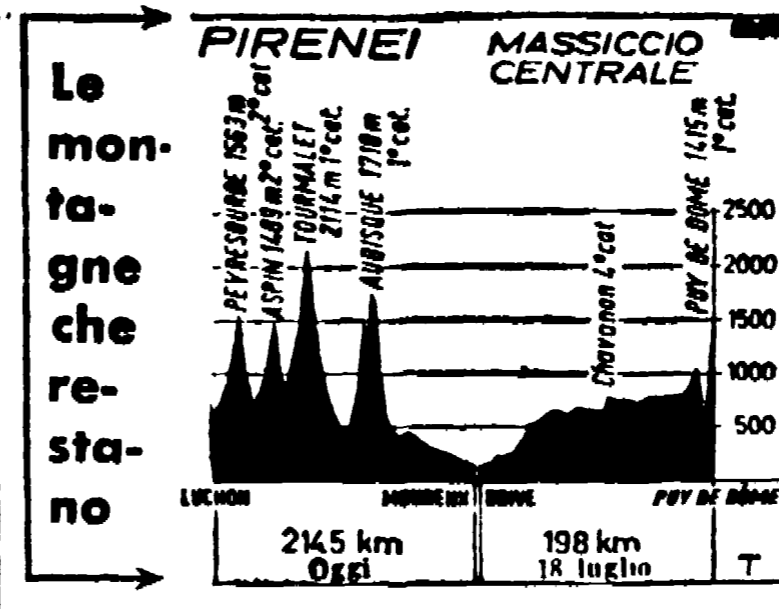 Le
mon-
ta-
gne
che
re-
sta-
no
PIRENEI
MASSICCIO
CENTRALE
PEYRESOURDE 1563 m
2° cat
ASPIN 1489 m 2° cat.
TOURMALET
2114 m 1° cat.
AUBISQUE 1710 m
1° cat.
Chavanon 4° cat
PUY DE DOME 1415 m
1° cat.
2500
2000
1500
1000
500
LUCHON
BRIVE
PUY DE DÔME
214,5 km
Oggi
198 km
18 luglio
T